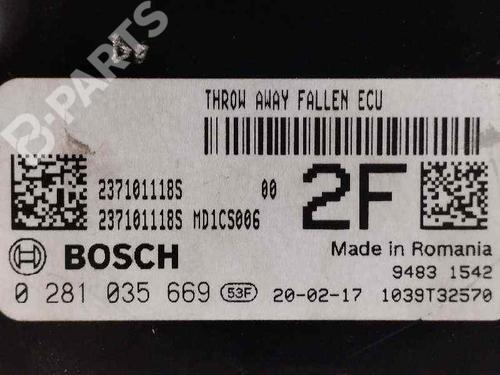 B-PARTS
THROW AWAY FALLEN ECU
237101118S 00
237101118S MD1CS006
2F
BOSCH
Made in Romania
9483 1542
0 281 035 669 53F 20-02-17 1039T32570